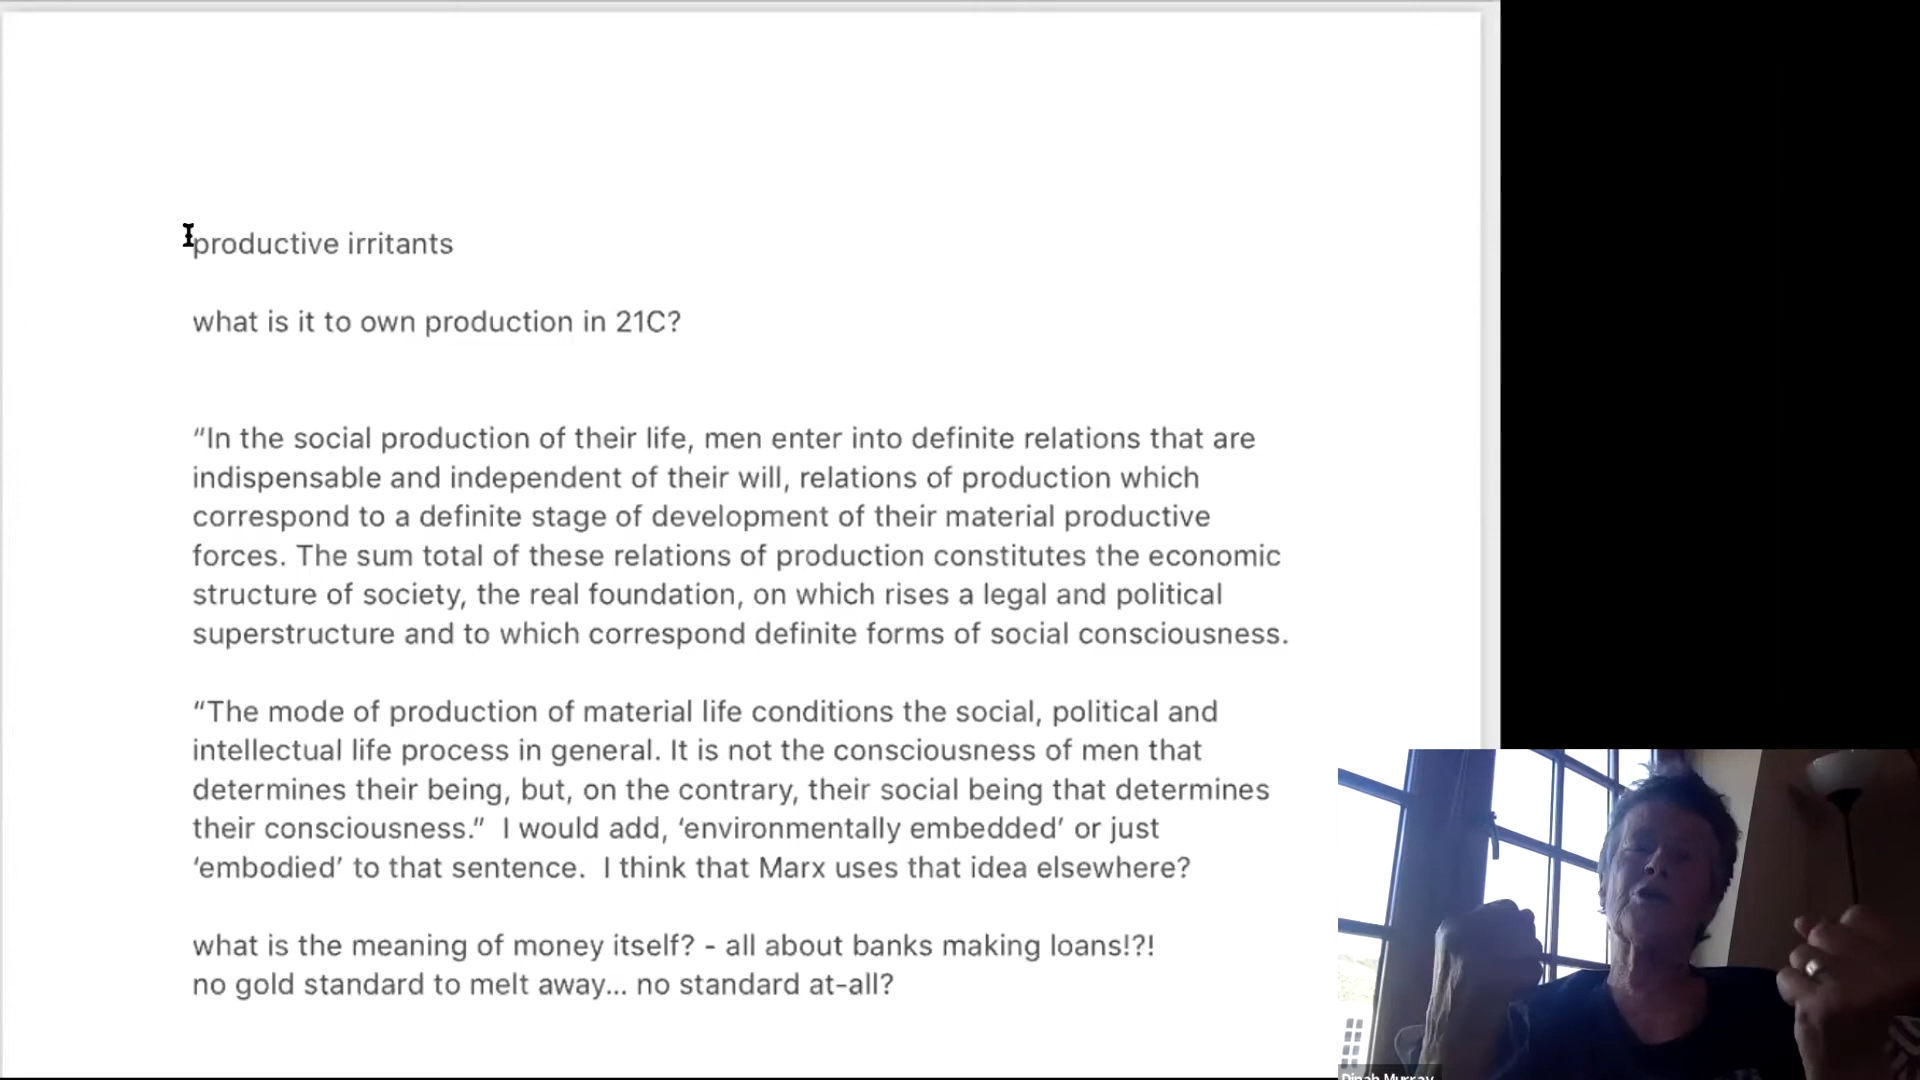 productive irritants
what is it to own production in 21C?
“In the social production of their life, men enter into definite relations that are
indispensable and independent of their will, relations of production which
correspond to a definite stage of development of their material productive
forces. The sum total of these relations of production constitutes the economic
structure of society, the real foundation, on which rises a legal and political
superstructure and to which correspond definite forms of social consciousness.
“The mode of production of material life conditions the social, political and
intellectual life process in general. It is not the consciousness of men that
determines their being, but, on the contrary, their social being that determines
their consciousness.”  I would add, ‘environmentally embedded’ or just
‘embodied’ to that sentence.  I think that Marx uses that idea elsewhere?
what is the meaning of money itself? - all about banks making loans!?!
no gold standard to melt away... no standard at-all?
Dinah Murray